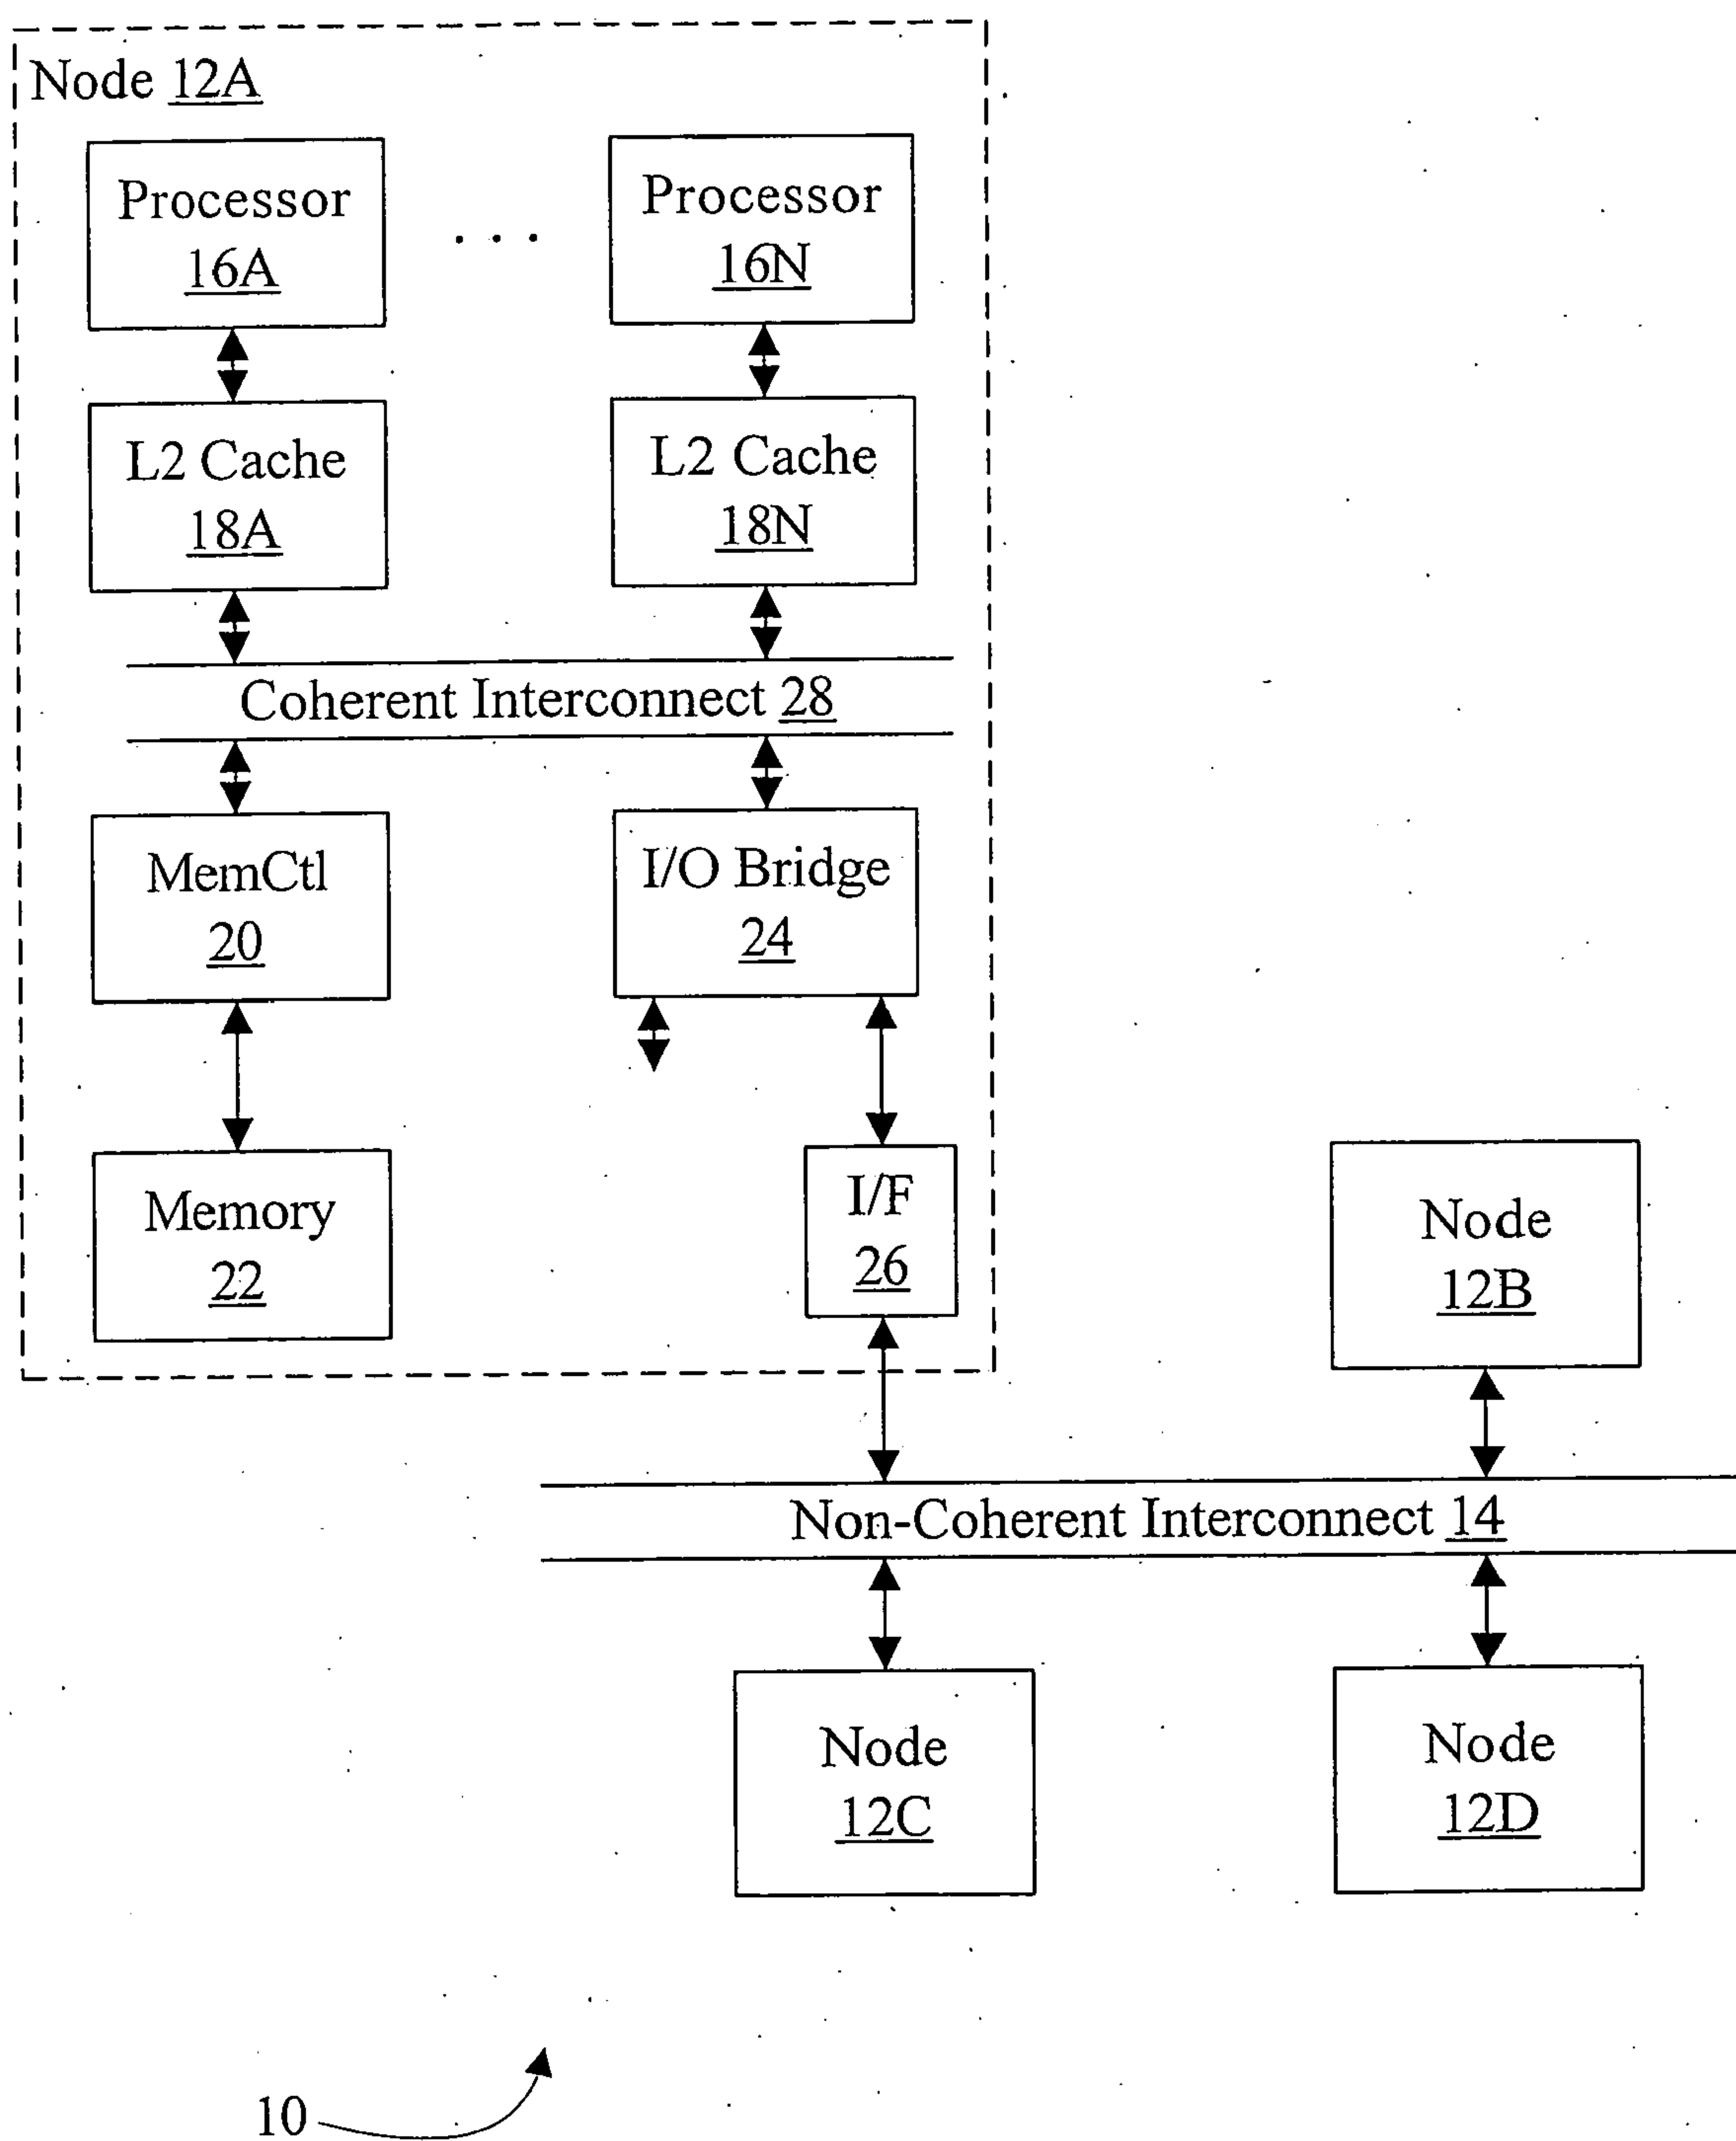 Node 12A
Processor
16A
. . .
Processor
16N
L2 Cache
18A
L2 Cache
18N
Coherent Interconnect 28
MemCtl
20
I/O Bridge
24
Memory
22
I/F
26
Node
12B
Non-Coherent Interconnect 14
Node
12C
Node
12D
10